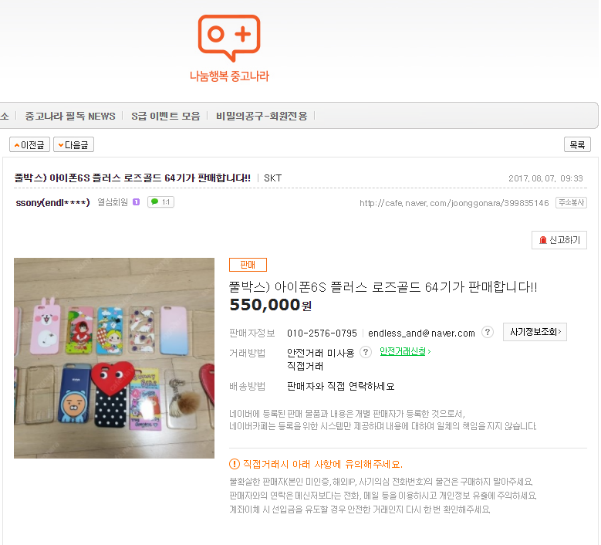 나눔행복 중고나라
소 중고나라 필독 NEWS S급 이벤트 모음 비밀의공구-회원전용
이전글 다음글 목록
풀박스) 아이폰6S 플러스 로즈골드 64기가 판매합니다!! SKT 2017.08.07. 09:33
ssony(endl****) 열심회원 1:1 http://cafe.naver.com/joonggonara/399835146 주소복사
신고하기
판매
풀박스) 아이폰6S 플러스 로즈골드 64기가 판매합니다!!
550,000원
판매자정보 010-2576-0795 endless_and@naver.com ? 사기정보조회
거래방법 안전거래 미사용 ? 안전거래신청
직접거래
배송방법 판매자와 직접 연락하세요
네이버에 등록된 판매 물품과 내용은 개별 판매자가 등록한 것으로서,
네이버카페는 등록을 위한 시스템만 제공하며 내용에 대하여 일체의 책임을 지지 않습니다.
직접거래시 아래 사항에 유의해주세요.
불확실한 판매자(본인 미인증, 해외IP, 사기의심 전화번호)의 물건은 구매하지 말아주세요.
판매자와의 연락은 메신저보다는 전화, 메일 등을 이용하시고 개인정보 유출에 주의하세요.
계좌이체 시 선입금을 유도할 경우 안전한 거래인지 다시 한 번 확인해주세요.